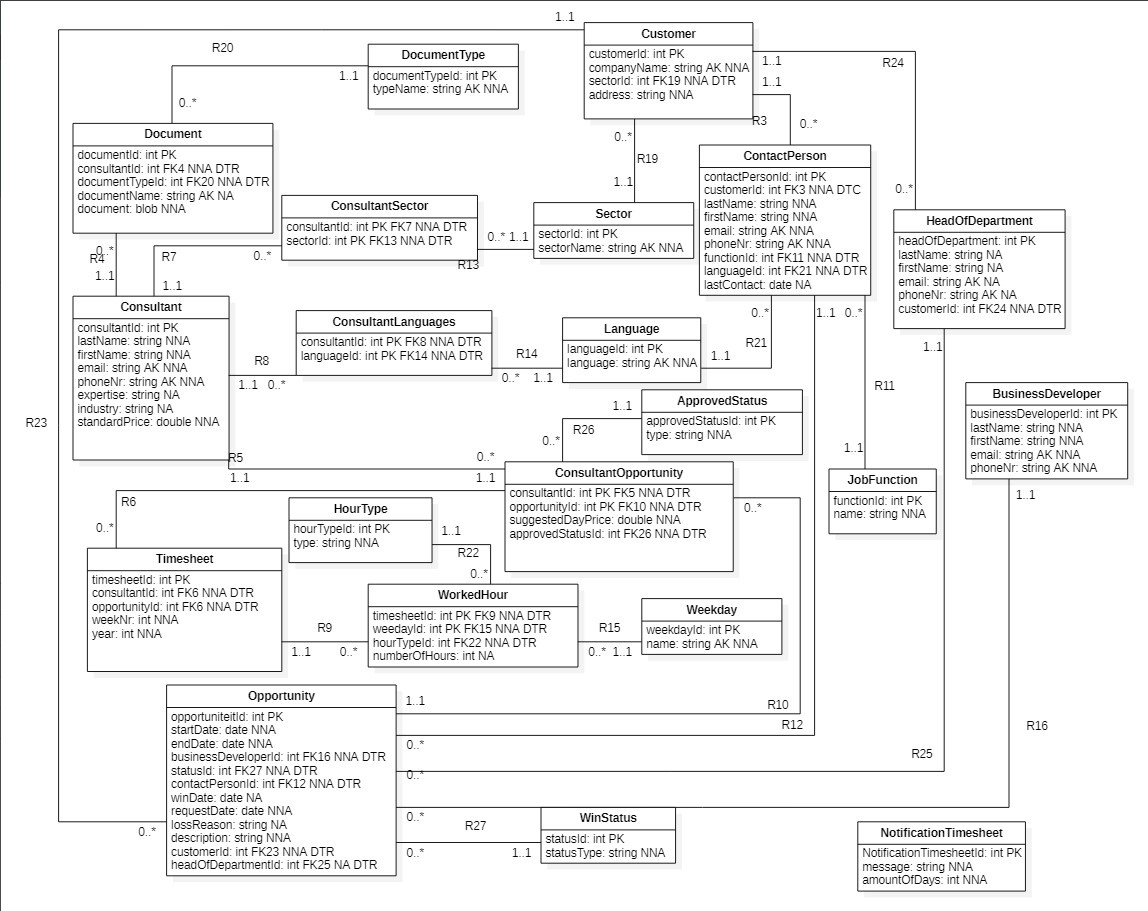 1..1
Customer
customerId: int PK
companyName: string AK NNA
sectorId: int FK19 NNA DTR
address: string NNA
R20
DocumentType
documentTypeId: int PK
typeName: string AK NNA
1..1
0..*
1..1
1..1
R24
R3
0..*
0..*
Document
documentId: int PK
consultantId: int FK4 NNA DTR
documentTypeId: int FK20 NNA DTR
documentName: string AK NA
document: blob NNA
0..*
R19
1..1
ContactPerson
contactPersonId: int PK
customerId: int FK3 NNA DTC
lastName: string NNA
firstName: string NNA
email: string AK NNA
phoneNr: string AK NNA
functionId: int FK11 NNA DTR
languageId: int FK21 NNA DTR
lastContact: date NA
ConsultantSector
consultantId: int PK FK7 NNA DTR
sectorId: int PK FK13 NNA DTR
Sector
sectorId: int PK
sectorName: string AK NNA
HeadOfDepartment
headOfDepartment: int PK
lastName: string NA
firstName: string NA
email: string AK NA
phoneNr: string AK NA
customerId: int FK24 NNA DTR
0..*
R4
1..1
R7
0..*
1..1
0..*
1..1
R13
Consultant
consultantId: int PK
lastName: string NNA
firstName: string NNA
email: string AK NNA
phoneNr: string AK NNA
expertise: string NA
industry: string NA
standardPrice: double NNA
ConsultantLanguages
consultantId: int PK FK8 NNA DTR
languageId: int PK FK14 NNA DTR
Language
languageId: int PK
language: string AK NNA
0..*
1..1
0..*
R21
1..1
R8
1..1
0..*
R14
0..*
1..1
1..1
R11
1..1
R23
ApprovedStatus
approvedStatusId: int PK
type: string NNA
1..1
R26
0..*
BusinessDeveloper
businessDeveloperId: int PK
lastName: string NNA
firstName: string NNA
email: string AK NNA
phoneNr: string AK NNA
1..1
R5
1..1
0..*
1..1
ConsultantOpportunity
consultantId: int PK FK5 NNA DTR
opportunityId: int PK FK10 NNA DTR
suggestedDayPrice: double NNA
approvedStatusId: int FK26 NNA DTR
0..*
JobFunction
functionId: int PK
name: string NNA
R6
0..*
HourType
hourTypeId: int PK
type: string NNA
1..1
R22
0..*
Timesheet
timesheetId: int PK
consultantId: int FK6 NNA DTR
opportunityId: int FK6 NNA DTR
weekNr: int NNA
year: int NNA
WorkedHour
timesheetId: int PK FK9 NNA DTR
weedayId: int PK FK15 NNA DTR
hourTypeId: int FK22 NNA DTR
numberOfHours: int NA
Weekday
weekdayId: int PK
name: string AK NNA
R9
1..1
0..*
R15
0..*
1..1
Opportunity
opportuniteitId: int PK
startDate: date NNA
endDate: date NNA
businessDeveloperId: int FK16 NNA DTR
statusId: int FK27 NNA DTR
contactPersonId: int FK12 NNA DTR
winDate: date NA
requestDate: date NNA
lossReason: string NA
description: string NNA
customerId: int FK23 NNA DTR
headOfDepartmentId: int FK25 NA DTR
1..1
R10
R12
0..*
R25
0..*
R16
0..*
0..*
R27
0..*
1..1
WinStatus
statusId: int PK
statusType: string NNA
NotificationTimesheet
NotificationTimesheetId: int PK
message: string NNA
amountOfDays: int NNA